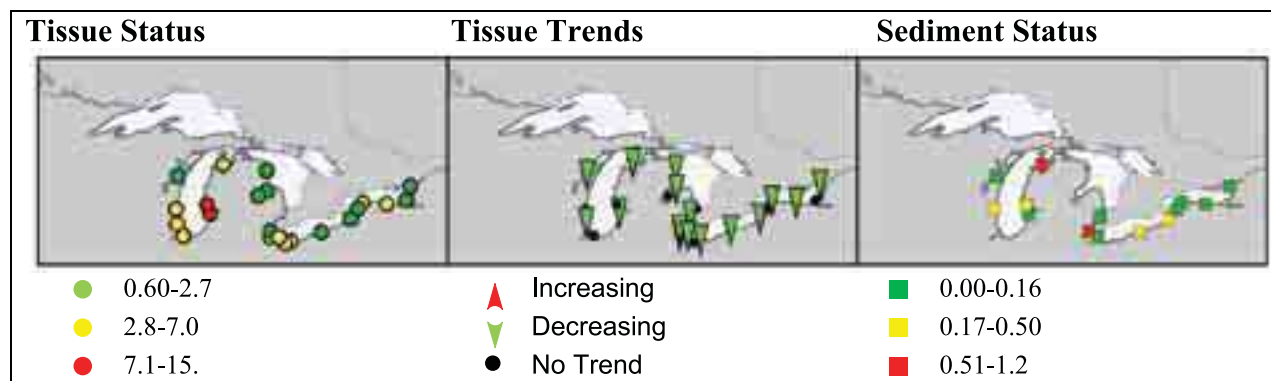 Tissue Status Tissue Trends Sediment Status
0.60-2.7 Increasing 0.00-0.16
2.8-7.0 Decreasing 0.17-0.50
7.1-15. No Trend 0.51-1.2